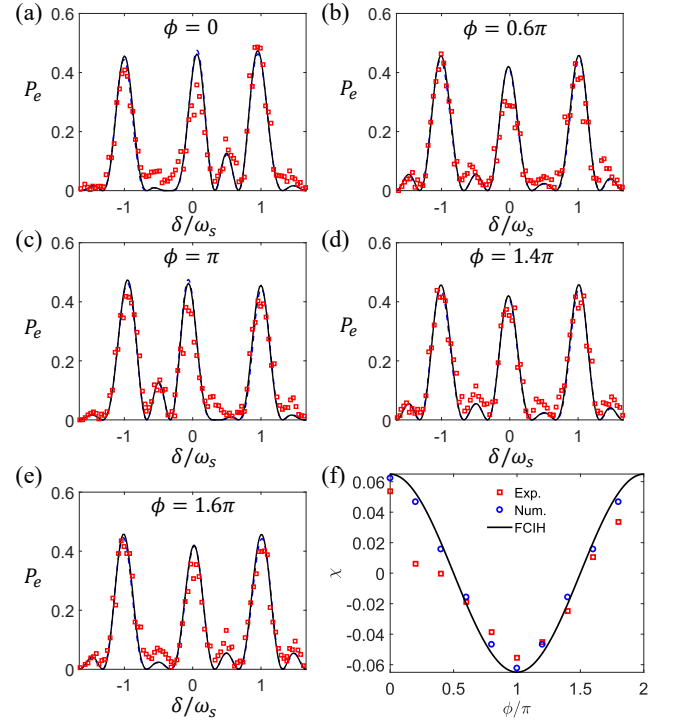 (a) ϕ = 0
0.6
0.4
0.2
0
P_e
-1 0 1
δ/ω_s
(b) ϕ = 0.6π
0.6
0.4
0.2
0
P_e
-1 0 1
δ/ω_s
(c) ϕ = π
0.6
0.4
0.2
0
P_e
-1 0 1
δ/ω_s
(d) ϕ = 1.4π
0.6
0.4
0.2
0
P_e
-1 0 1
δ/ω_s
(e) ϕ = 1.6π
0.6
0.4
0.2
0
P_e
-1 0 1
δ/ω_s
(f)
0.06
0.04
0.02
0
-0.02
-0.04
-0.06
χ
Exp.
Num.
FCIH
0 0.5 1 1.5 2
ϕ/π